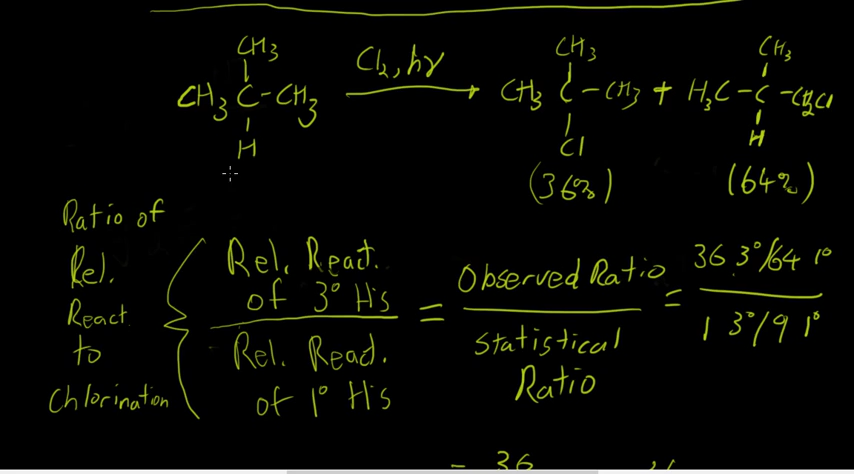 CH3 CH3 CH3
CH3 C-CH3 Cl2, hγ CH3 C-CH3 + H3C-C-CH2Cl
H Cl H
(36%) (64%)
Ratio of
Rel.
React
to
Chlorination
Rel. React.
of 3° H's
Rel. React.
of 1° H's
=
Observed Ratio
Statistical
Ratio
=
36 3°/64 1°
1 3°/9 1°
= 36